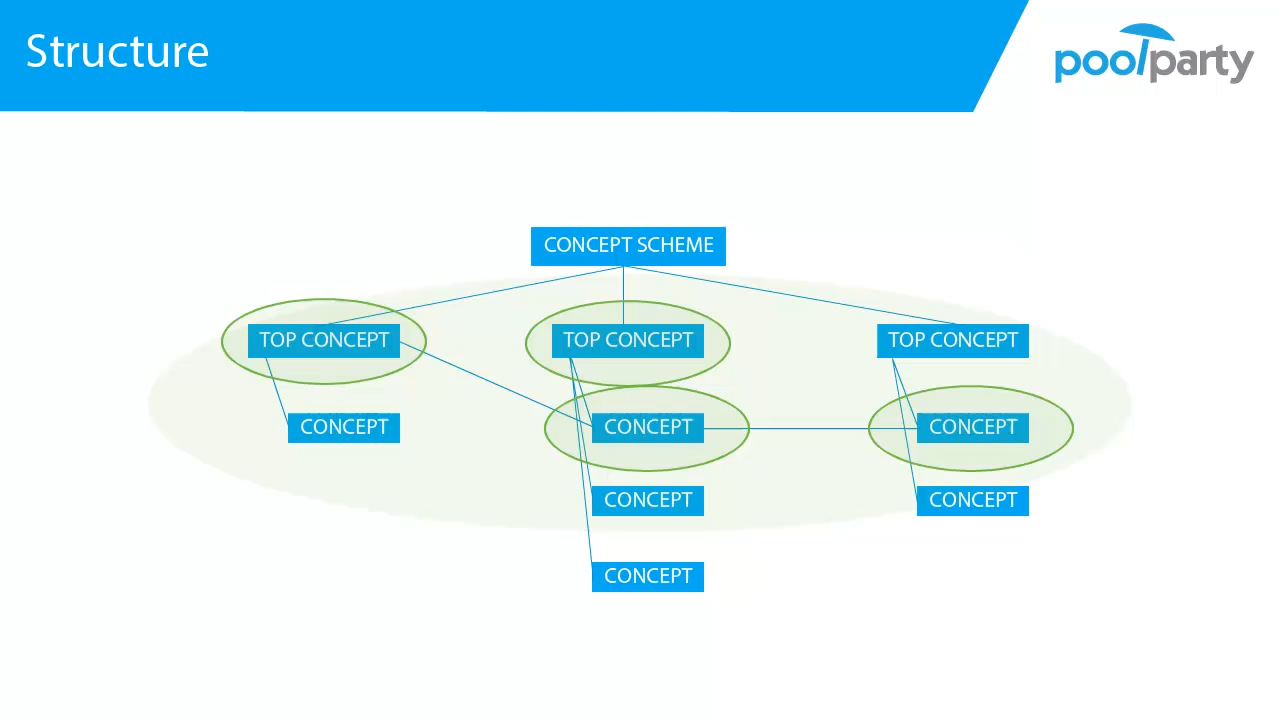 Structure
poolparty
CONCEPT SCHEME
TOP CONCEPT
TOP CONCEPT
TOP CONCEPT
CONCEPT
CONCEPT
CONCEPT
CONCEPT
CONCEPT
CONCEPT